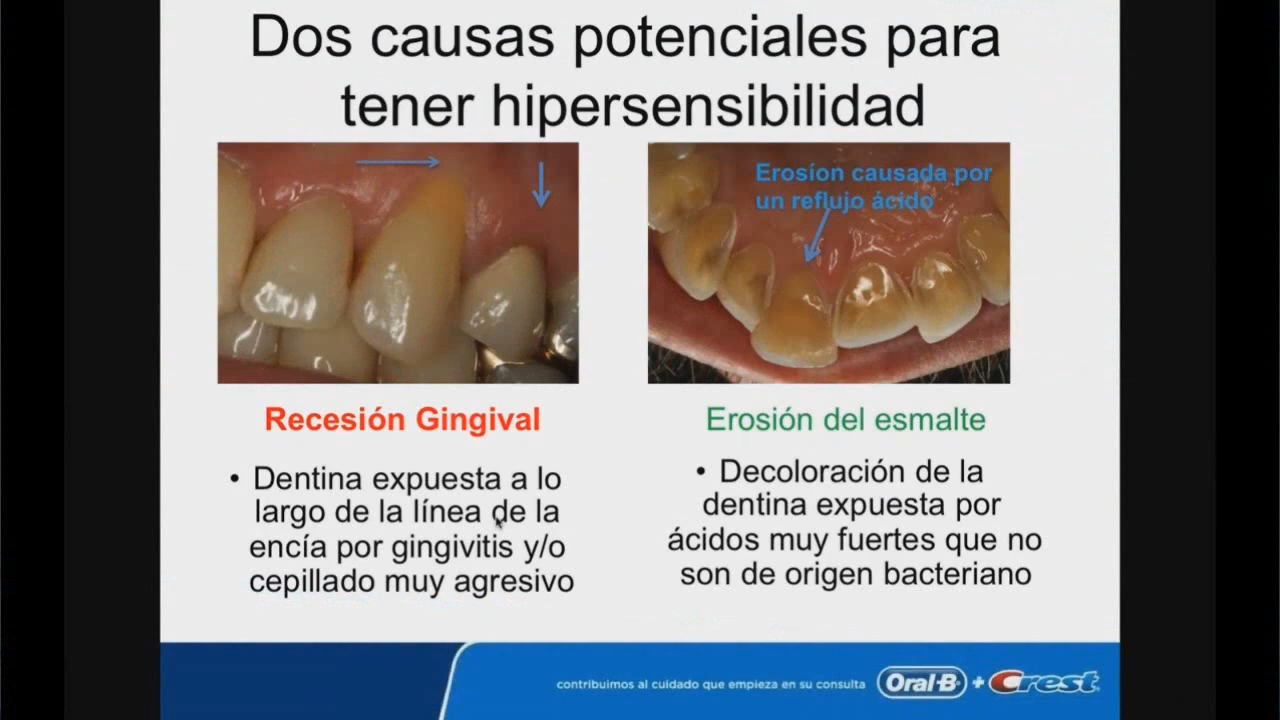 Dos causas potenciales para
tener hipersensibilidad
Erosíon causada por
un reflujo ácido
Recesión Gingival
• Dentina expuesta a lo
largo de la línea de la
encía por gingivitis y/o
cepillado muy agresivo
Erosión del esmalte
• Decoloración de la
dentina expuesta por
ácidos muy fuertes que no
son de origen bacteriano
contribuimos al cuidado que empieza en su consulta
Oral-B + Crest